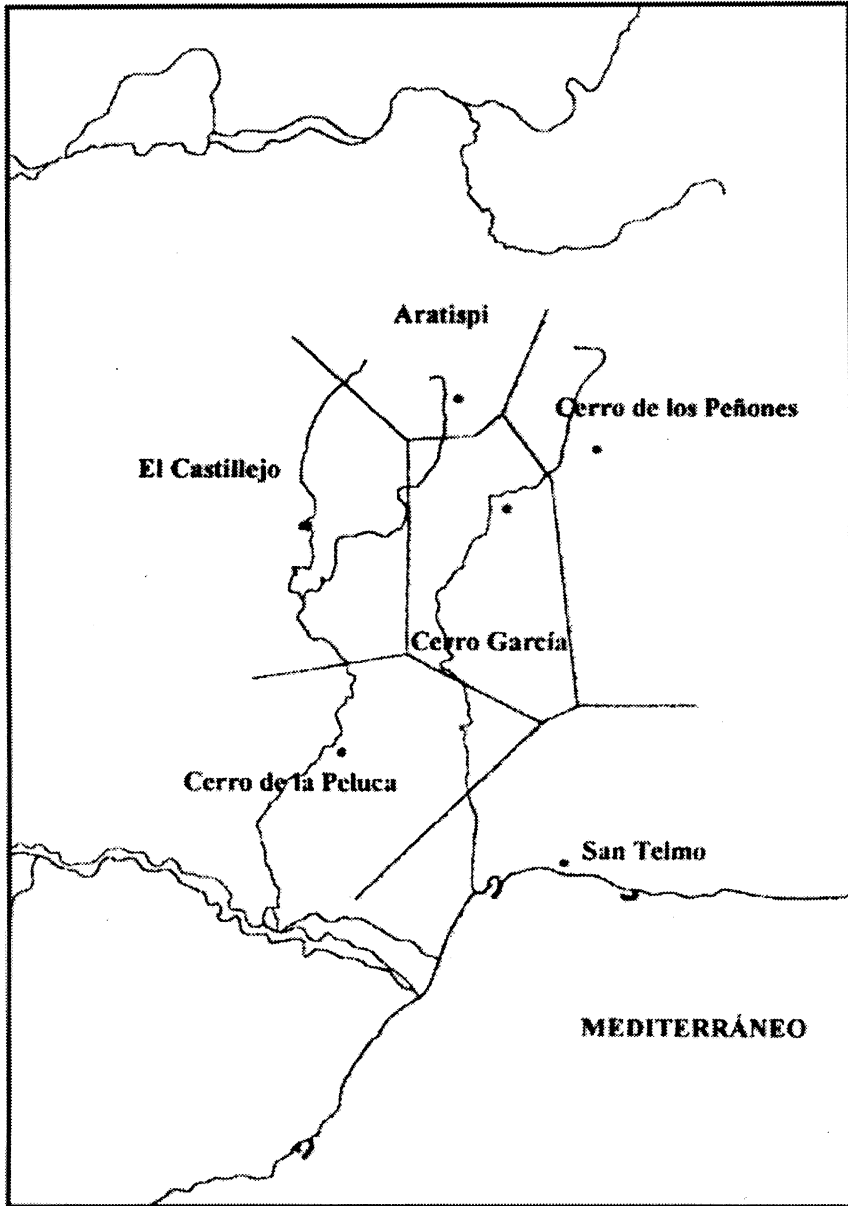 Aratispi
Cerro de los Peñones
El Castillejo
Cerro García
Cerro de la Peluca
San Telmo
MEDITERRÁNEO